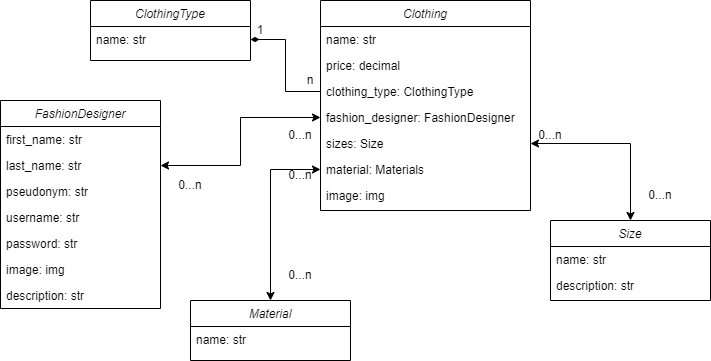 ClothingType
name: str
1
n
Clothing
name: str
price: decimal
clothing_type: ClothingType
fashion_designer: FashionDesigner
sizes: Size
material: Materials
image: img
FashionDesigner
first_name: str
last_name: str
pseudonym: str
username: str
password: str
image: img
description: str
0...n
0...n
0...n
0...n
0...n
0...n
Material
name: str
Size
name: str
description: str